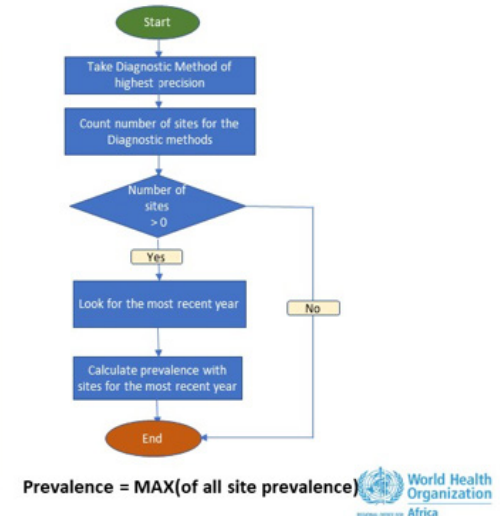 Start
Take Diagnostic Method of
highest precision
Count number of sites for the
Diagnostic methods
Number of
sites
> 0
Yes
No
Look for the most recent year
Calculate prevalence with
sites for the most recent year
End
Prevalence = MAX(of all site prevalence)
World Health
Organization
Africa